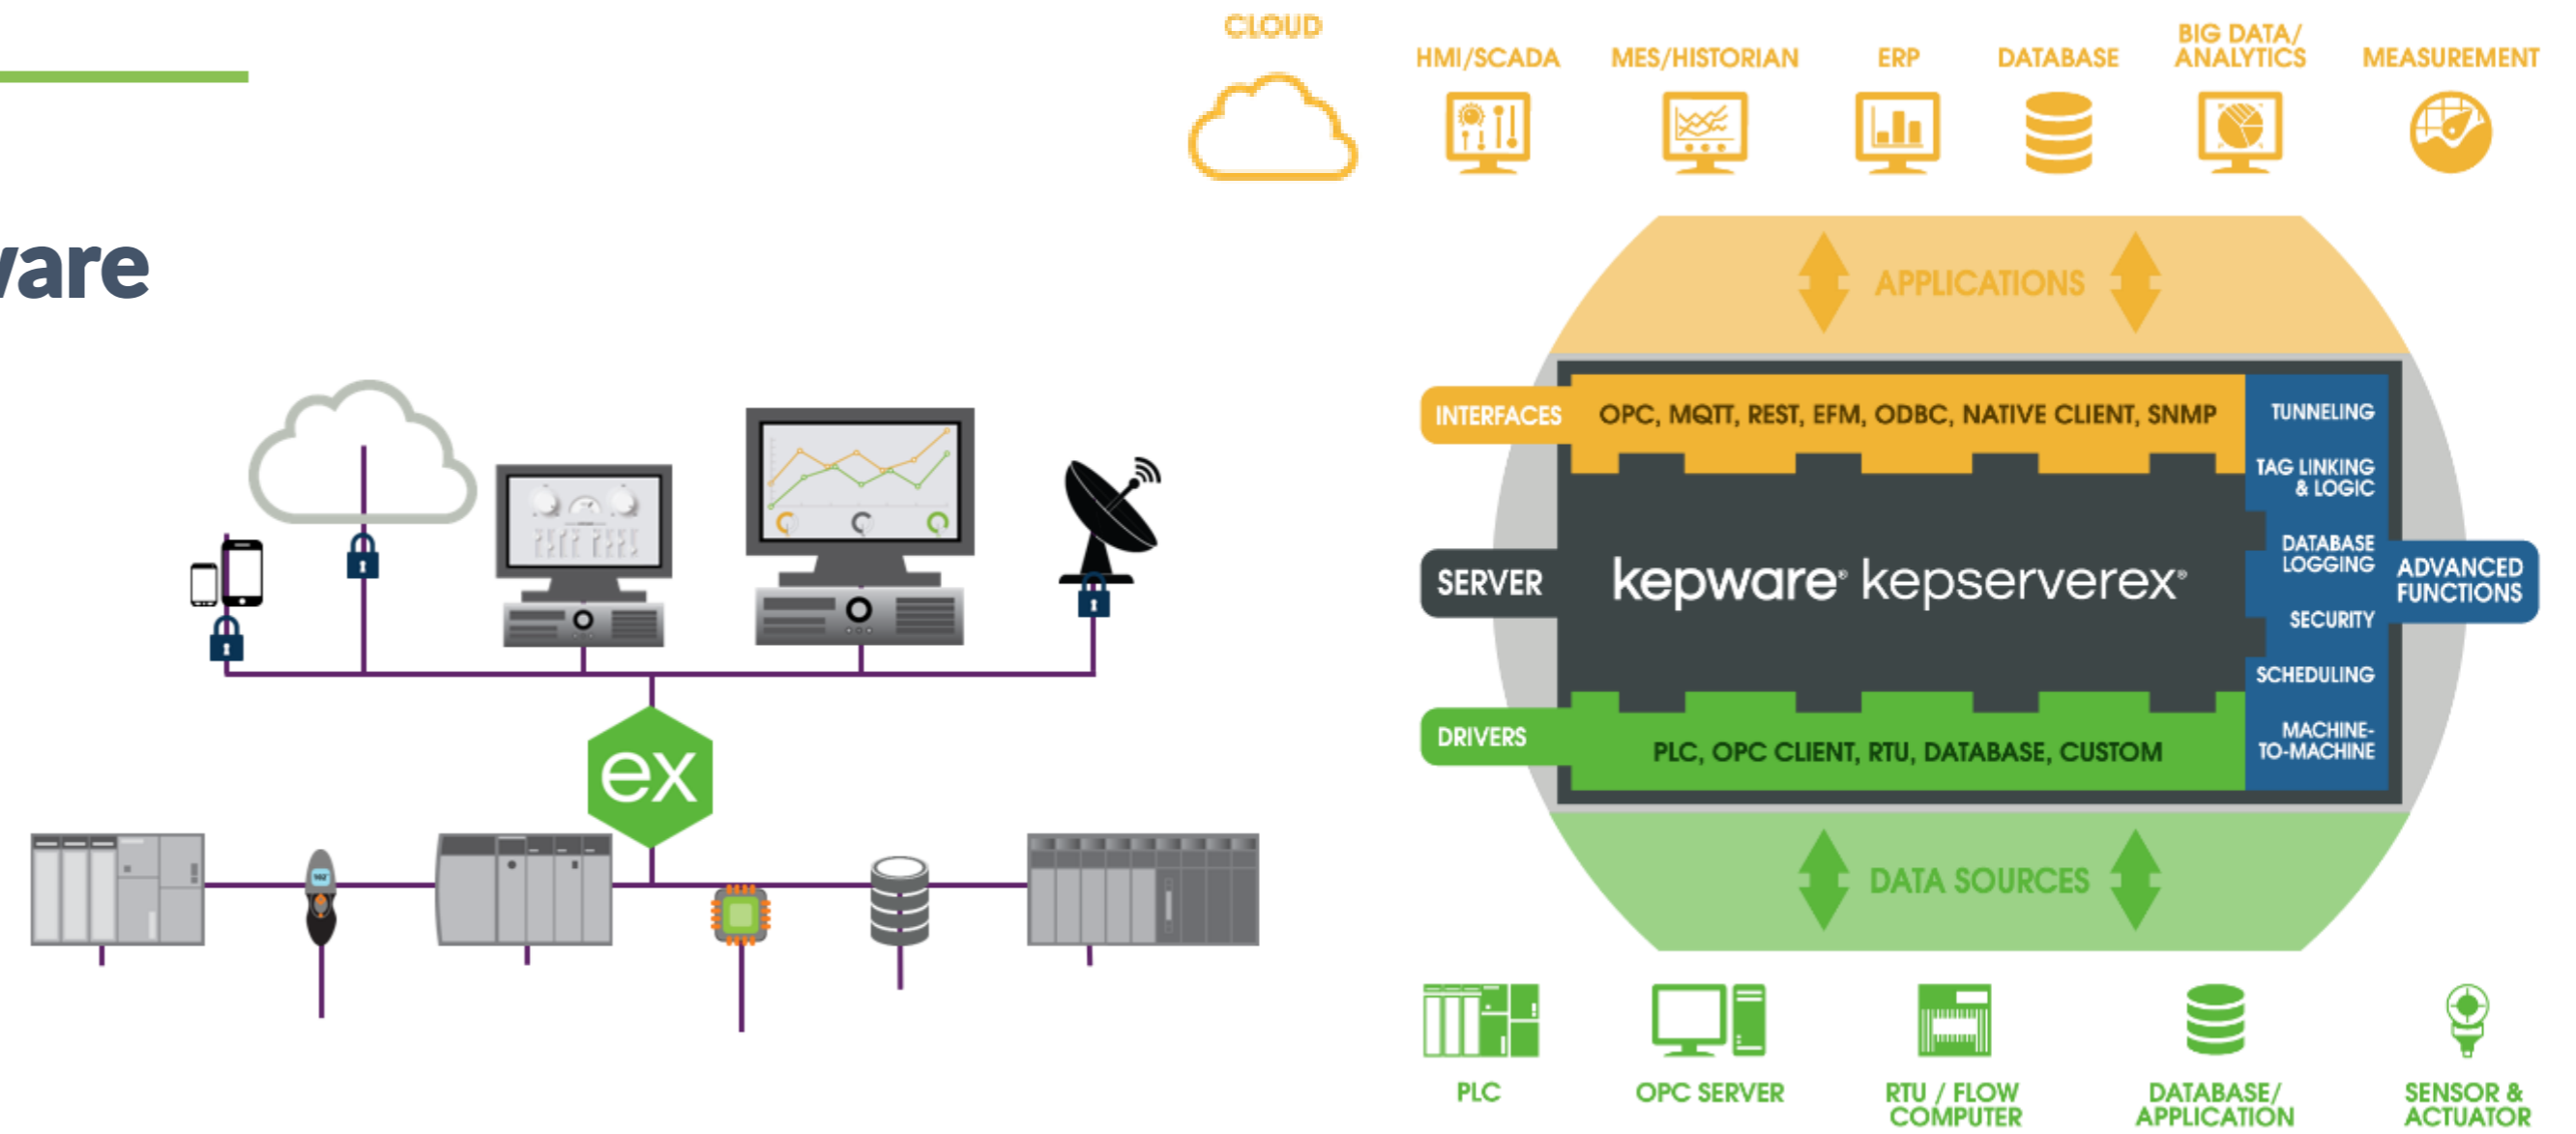 CLOUD
HMI/SCADA
MES/HISTORIAN
ERP
DATABASE
BIG DATA/
ANALYTICS
MEASUREMENT
ware
APPLICATIONS
INTERFACES
OPC, MQTT, REST, EFM, ODBC, NATIVE CLIENT, SNMP
TUNNELING
TAG LINKING
& LOGIC
DATABASE
LOGGING
SECURITY
SCHEDULING
MACHINE-
TO-MACHINE
ADVANCED
FUNCTIONS
SERVER
kepware® kepserverex®
DRIVERS
PLC, OPC CLIENT, RTU, DATABASE, CUSTOM
ex
102°
DATA SOURCES
PLC
OPC SERVER
RTU / FLOW
COMPUTER
DATABASE/
APPLICATION
SENSOR &
ACTUATOR